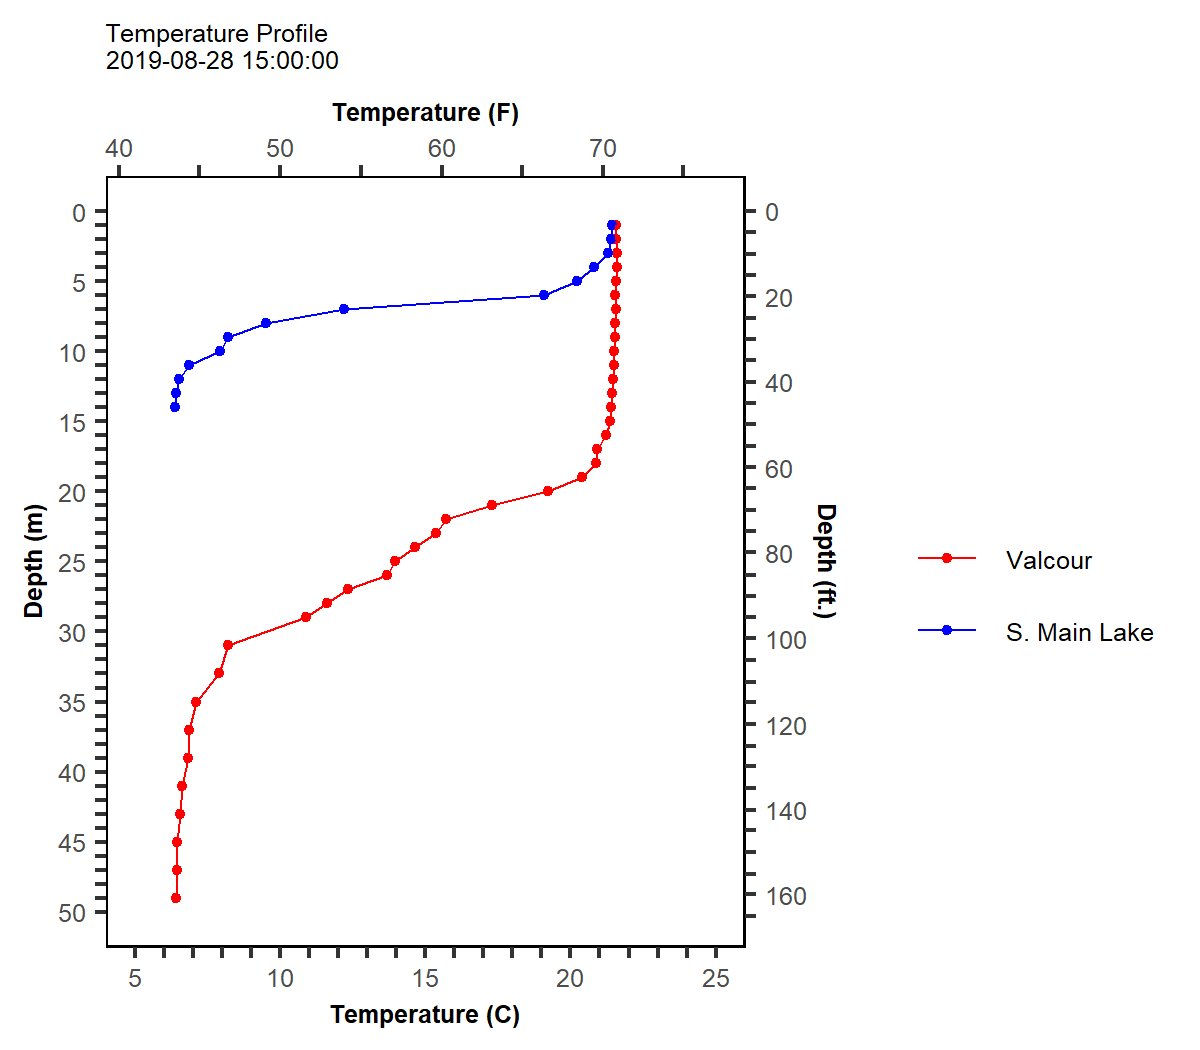 Temperature Profile
2019-08-28 15:00:00
Temperature (F)
40 50 60 70
0 0
5
20
10
40
15
60
20
Depth (m)
Depth (ft.)
25
80
Valcour
30
100
S. Main Lake
35
120
40
140
45
160
50
5 10 15 20 25
Temperature (C)